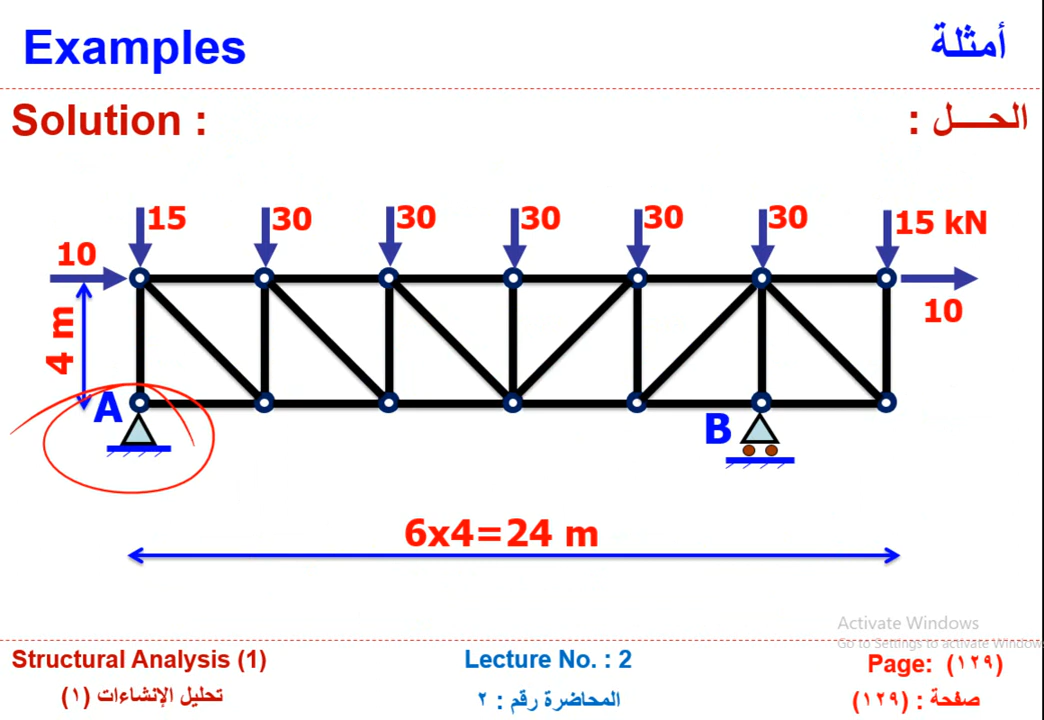 Examples
أمثلة
Solution :
الحـــــل :
15
30
30
30
30
30
15 kN
10
10
4 m
A
B
6x4=24 m
Activate Windows
Go to Settings to activate Window
Structural Analysis (1)
Lecture No. : 2
Page: (١٢٩)
تحليل الإنشاءات (١)
المحاضرة رقم : ٢
صفحة : (١٢٩)